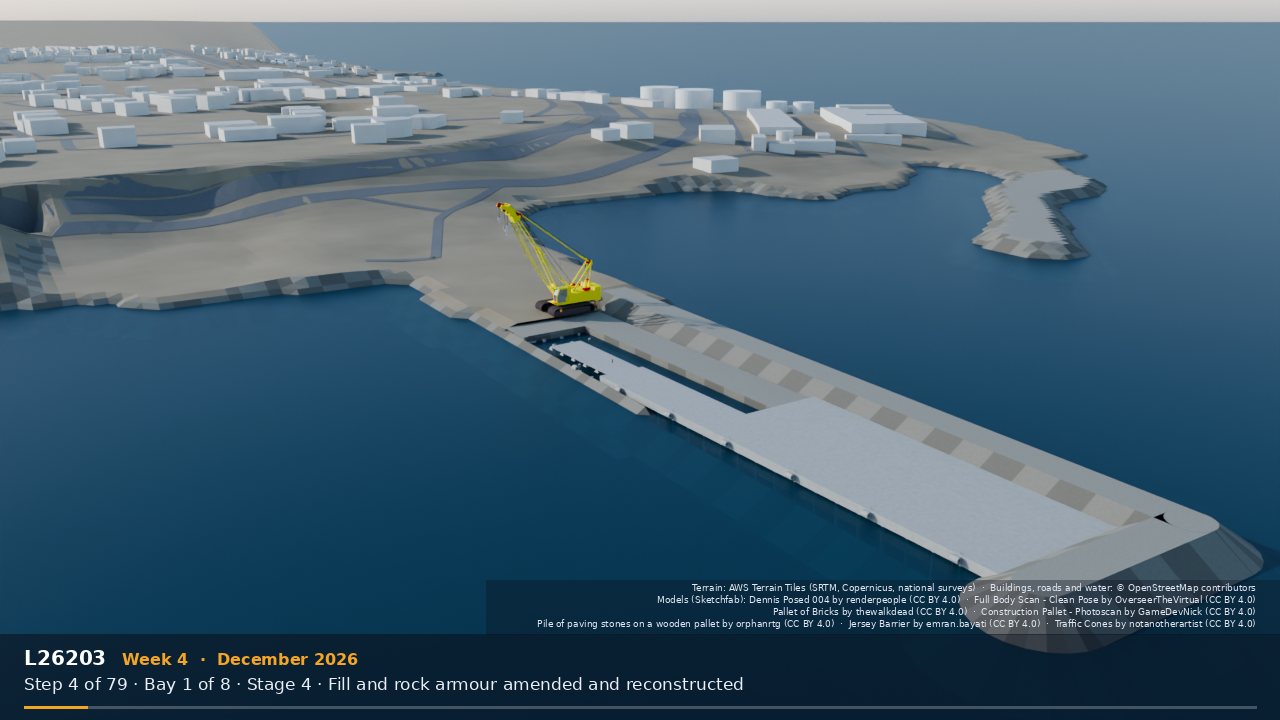 Terrain: AWS Terrain Tiles (SRTM, Copernicus, national surveys) · Buildings, roads and water: © OpenStreetMap contributors
Models (Sketchfab): Dennis Posed 004 by renderpeople (CC BY 4.0) · Full Body Scan - Clean Pose by OverseerTheVirtual (CC BY 4.0)
Pallet of Bricks by thewalkdead (CC BY 4.0) · Construction Pallet - Photoscan by GameDevNick (CC BY 4.0)
Pile of paving stones on a wooden pallet by orphanrtg (CC BY 4.0) · Jersey Barrier by emran.bayati (CC BY 4.0) · Traffic Cones by notanotherartist (CC BY 4.0)
L26203 Week 4 · December 2026
Step 4 of 79 · Bay 1 of 8 · Stage 4 · Fill and rock armour amended and reconstructed